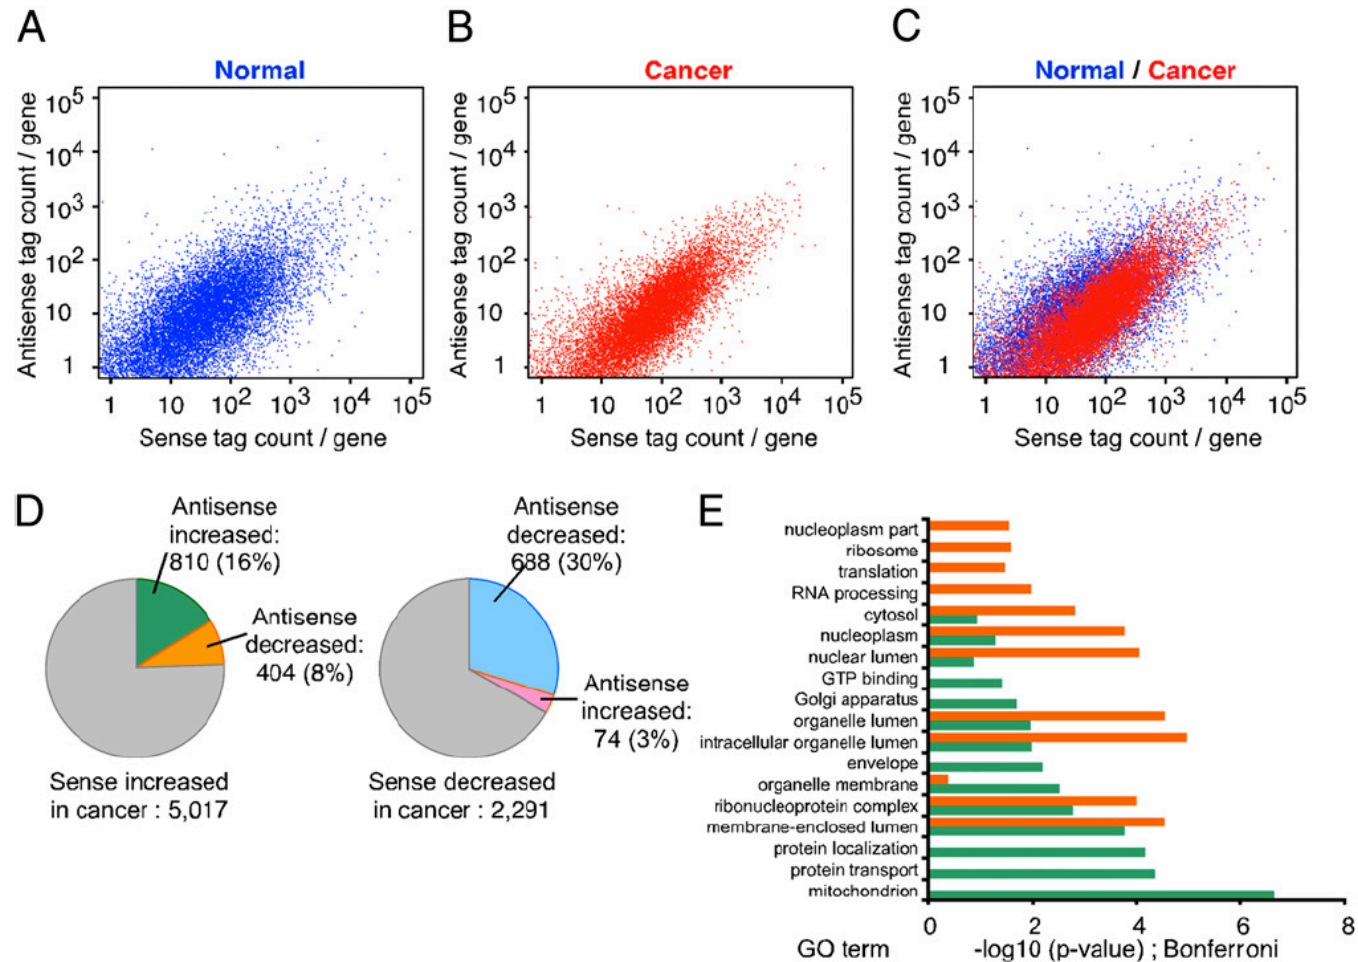 A
Normal
Antisense tag count / gene
10^5
10^4
10^3
10^2
10
1
1 10 10^2 10^3 10^4 10^5
Sense tag count / gene
B
Cancer
Antisense tag count / gene
10^5
10^4
10^3
10^2
10
1
1 10 10^2 10^3 10^4 10^5
Sense tag count / gene
C
Normal / Cancer
Antisense tag count / gene
10^5
10^4
10^3
10^2
10
1
1 10 10^2 10^3 10^4 10^5
Sense tag count / gene
D
Antisense
increased:
810 (16%)
Antisense
decreased:
404 (8%)
Sense increased
in cancer : 5,017
Antisense
decreased:
688 (30%)
Antisense
increased:
74 (3%)
Sense decreased
in cancer : 2,291
E
nucleoplasm part
ribosome
translation
RNA processing
cytosol
nucleoplasm
nuclear lumen
GTP binding
Golgi apparatus
organelle lumen
intracellular organelle lumen
envelope
organelle membrane
ribonucleoprotein complex
membrane-enclosed lumen
protein localization
protein transport
mitochondrion
0 2 4 6 8
GO term
-log10 (p-value) ; Bonferroni